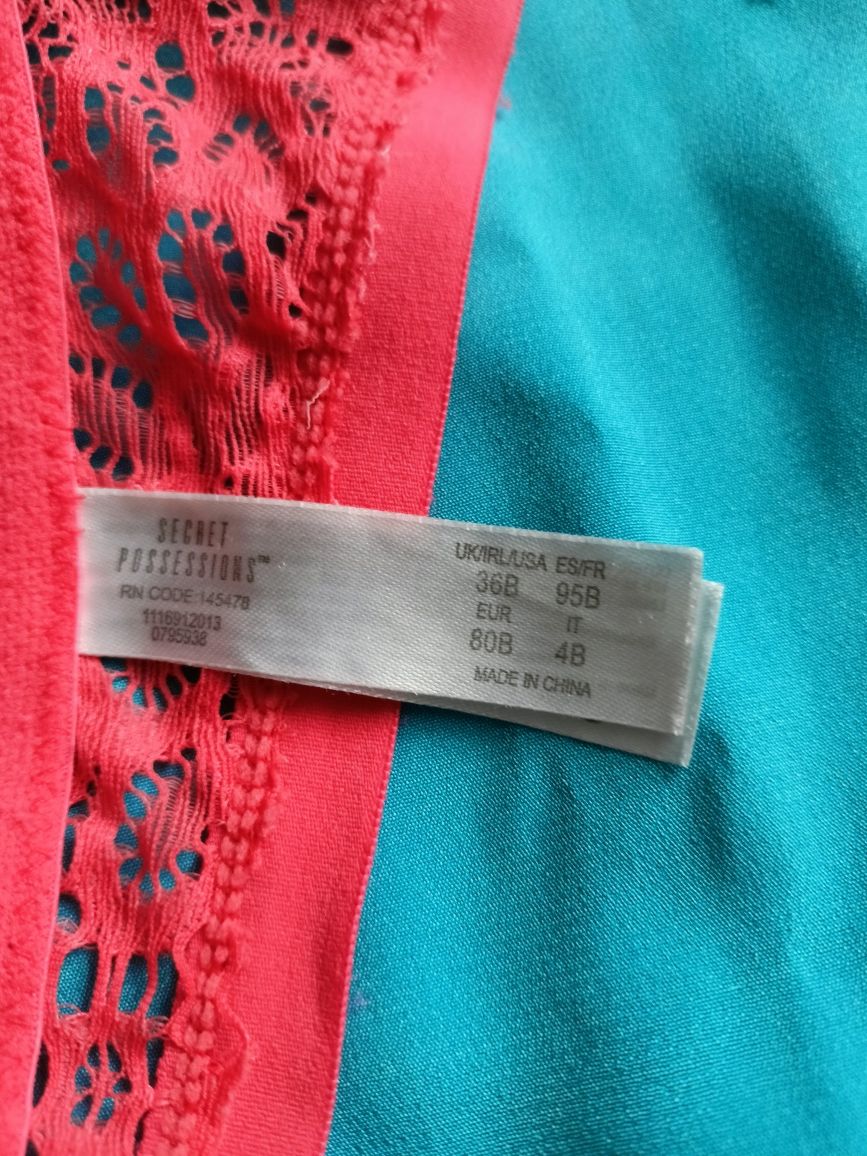 SECRET
POSSESSIONS™
RN CODE:145478
1116912013
0795938
UK/IRL/USA ES/FR
36B 95B
EUR IT
80B 4B
MADE IN CHINA